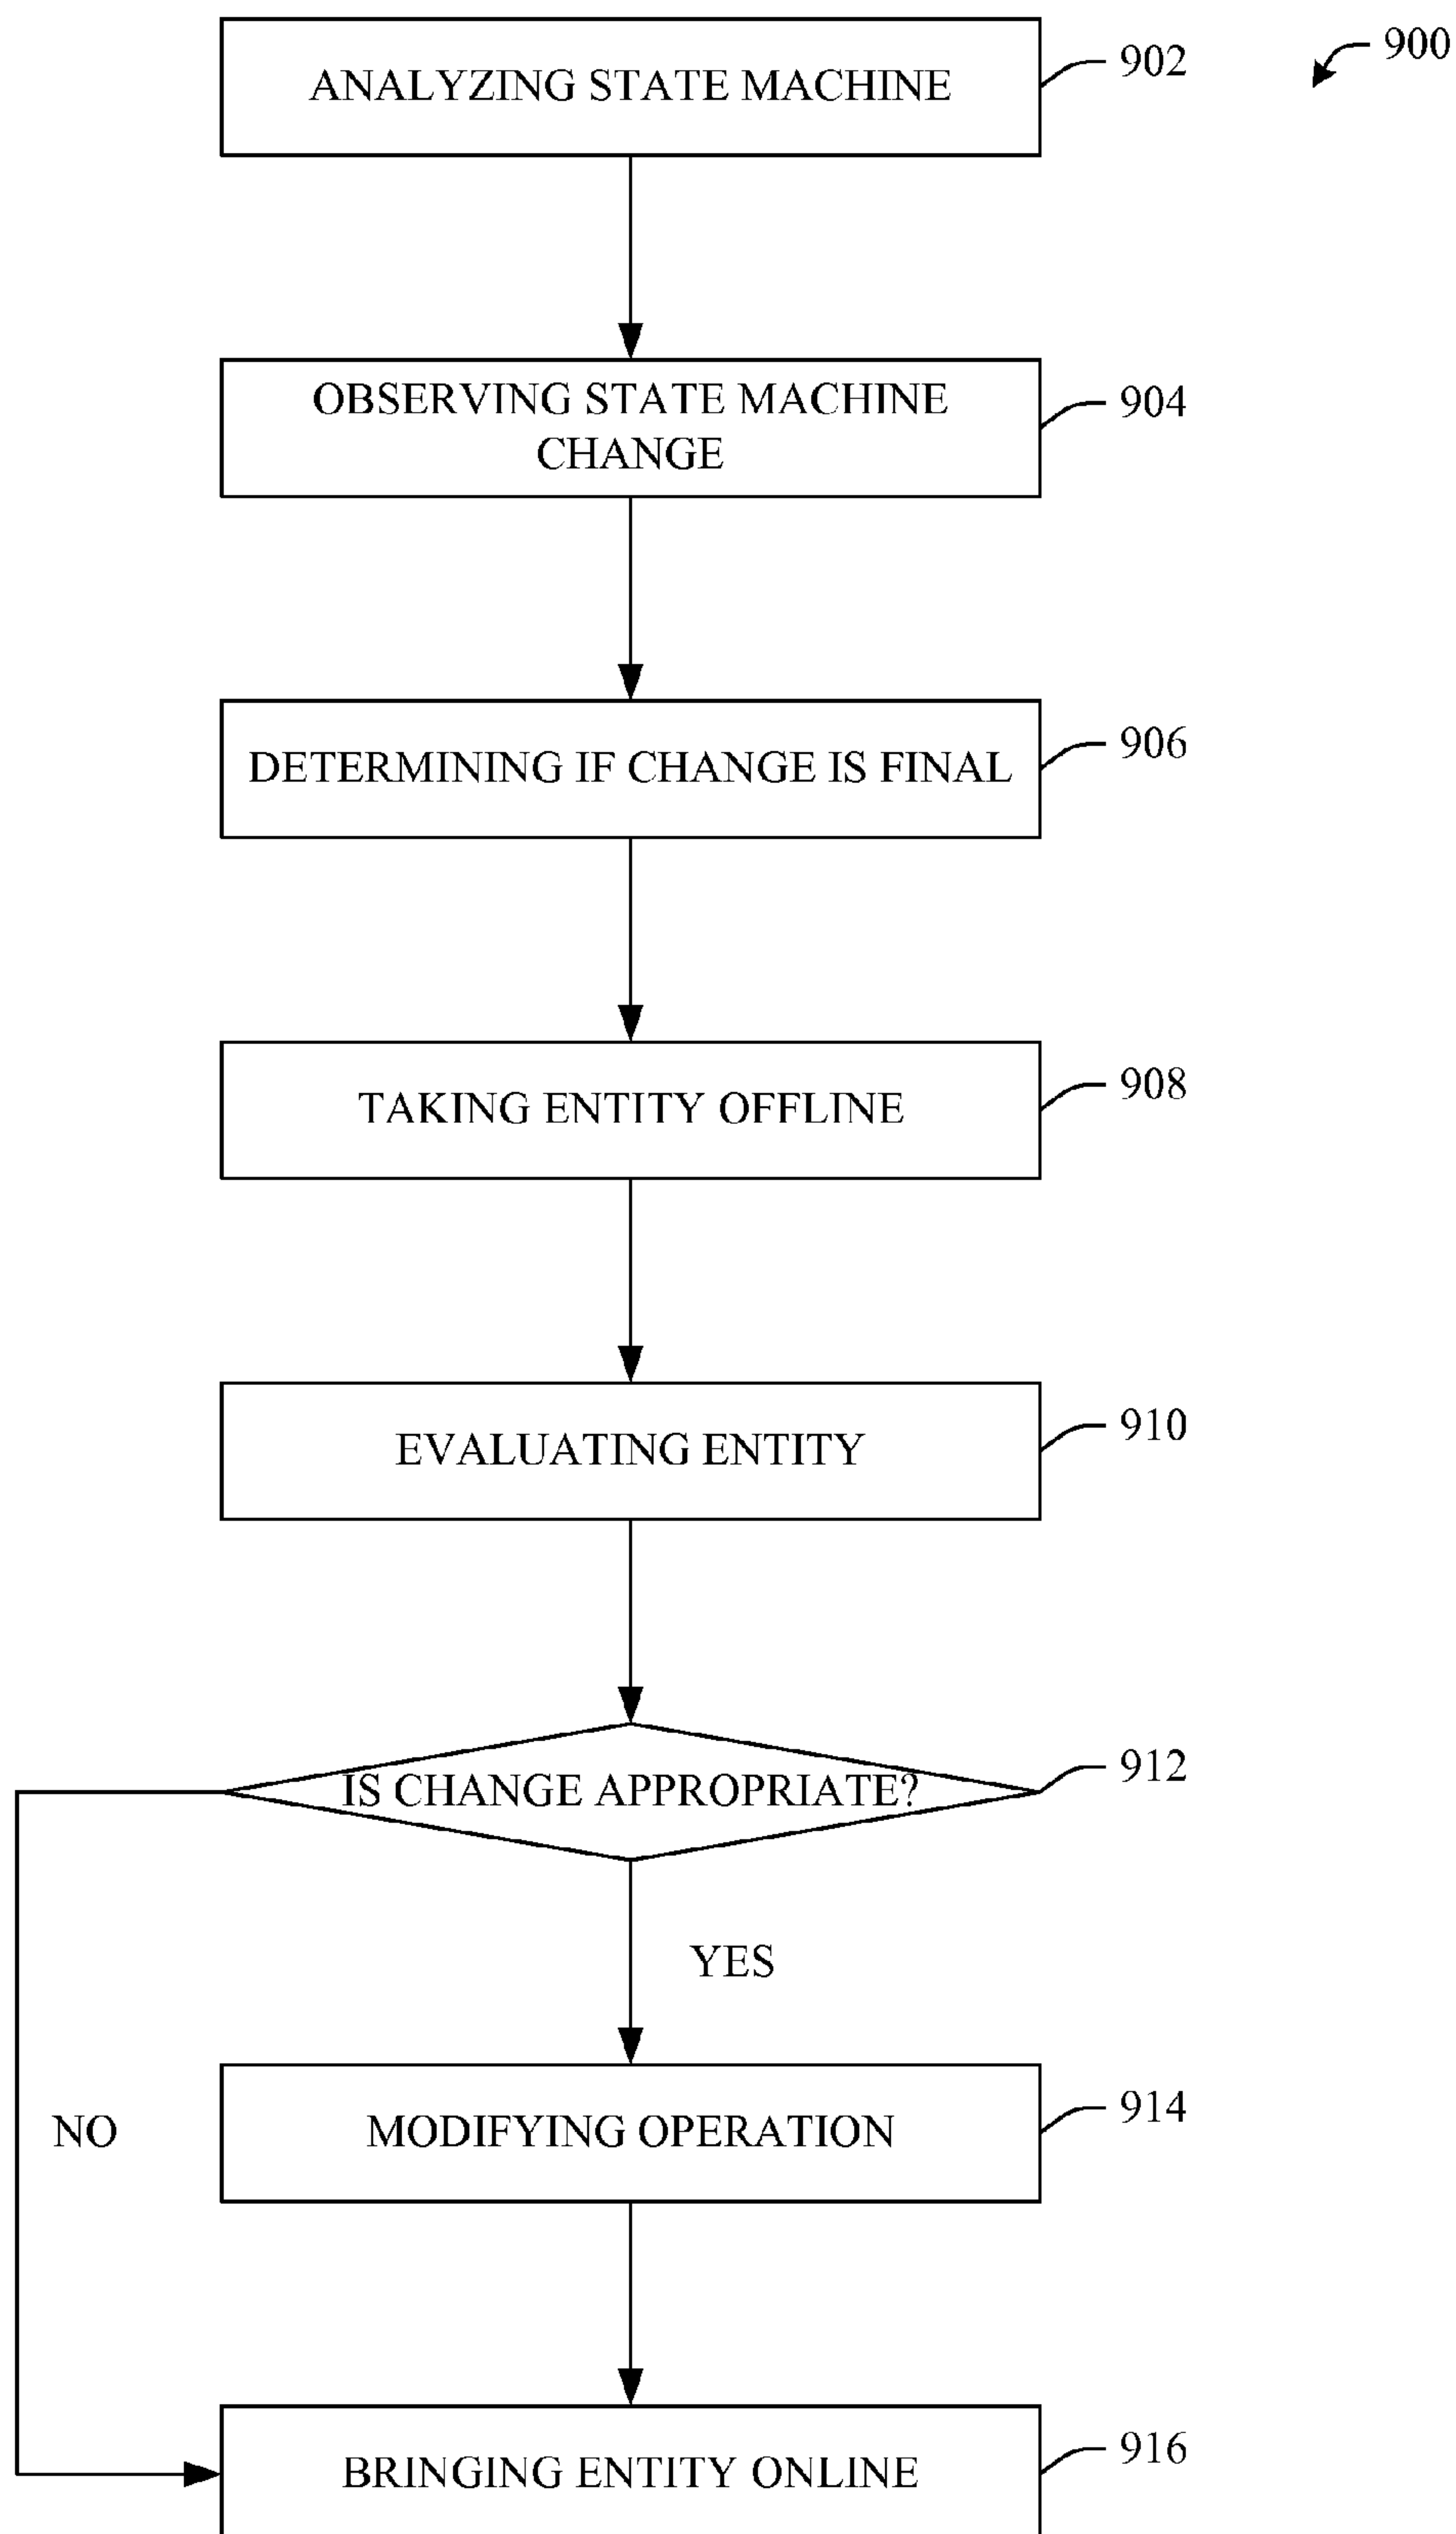 900
ANALYZING STATE MACHINE
902
OBSERVING STATE MACHINE
CHANGE
904
DETERMINING IF CHANGE IS FINAL
906
TAKING ENTITY OFFLINE
908
EVALUATING ENTITY
910
IS CHANGE APPROPRIATE?
912
YES
NO
MODIFYING OPERATION
914
BRINGING ENTITY ONLINE
916